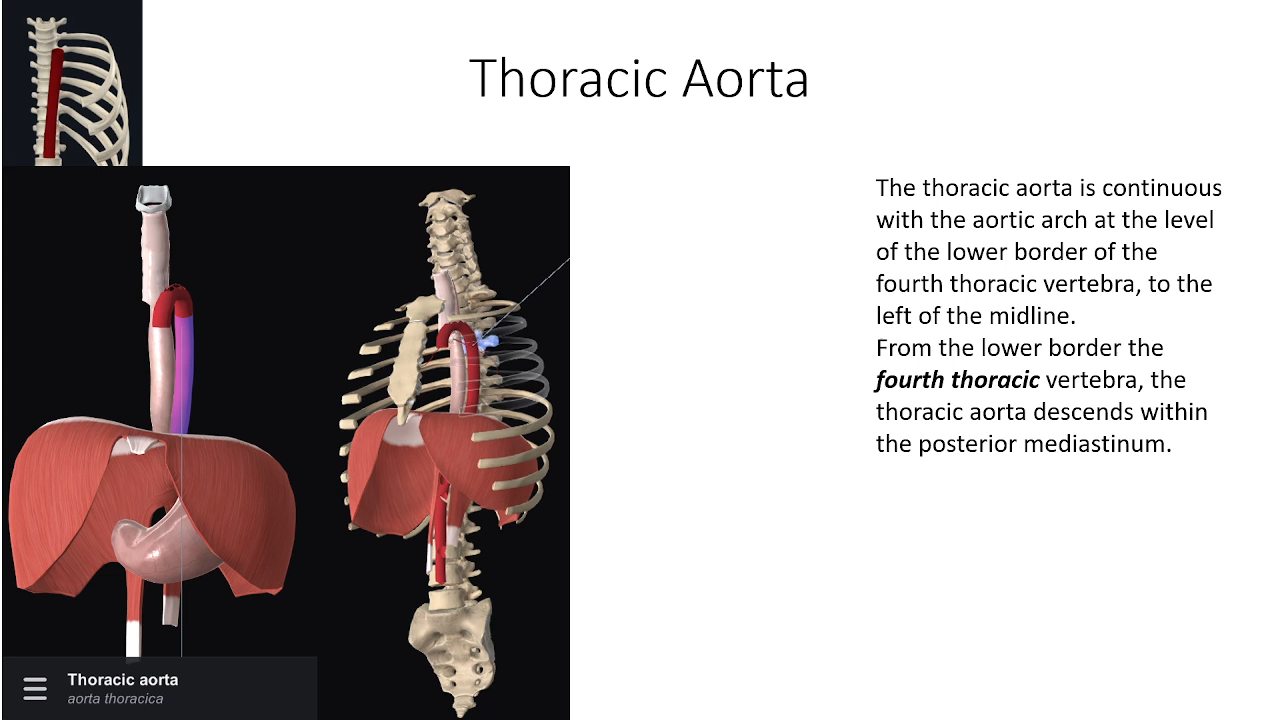 Thoracic Aorta
The thoracic aorta is continuous
with the aortic arch at the level
of the lower border of the
fourth thoracic vertebra, to the
left of the midline.
From the lower border the
fourth thoracic vertebra, the
thoracic aorta descends within
the posterior mediastinum.
Thoracic aorta
aorta thoracica